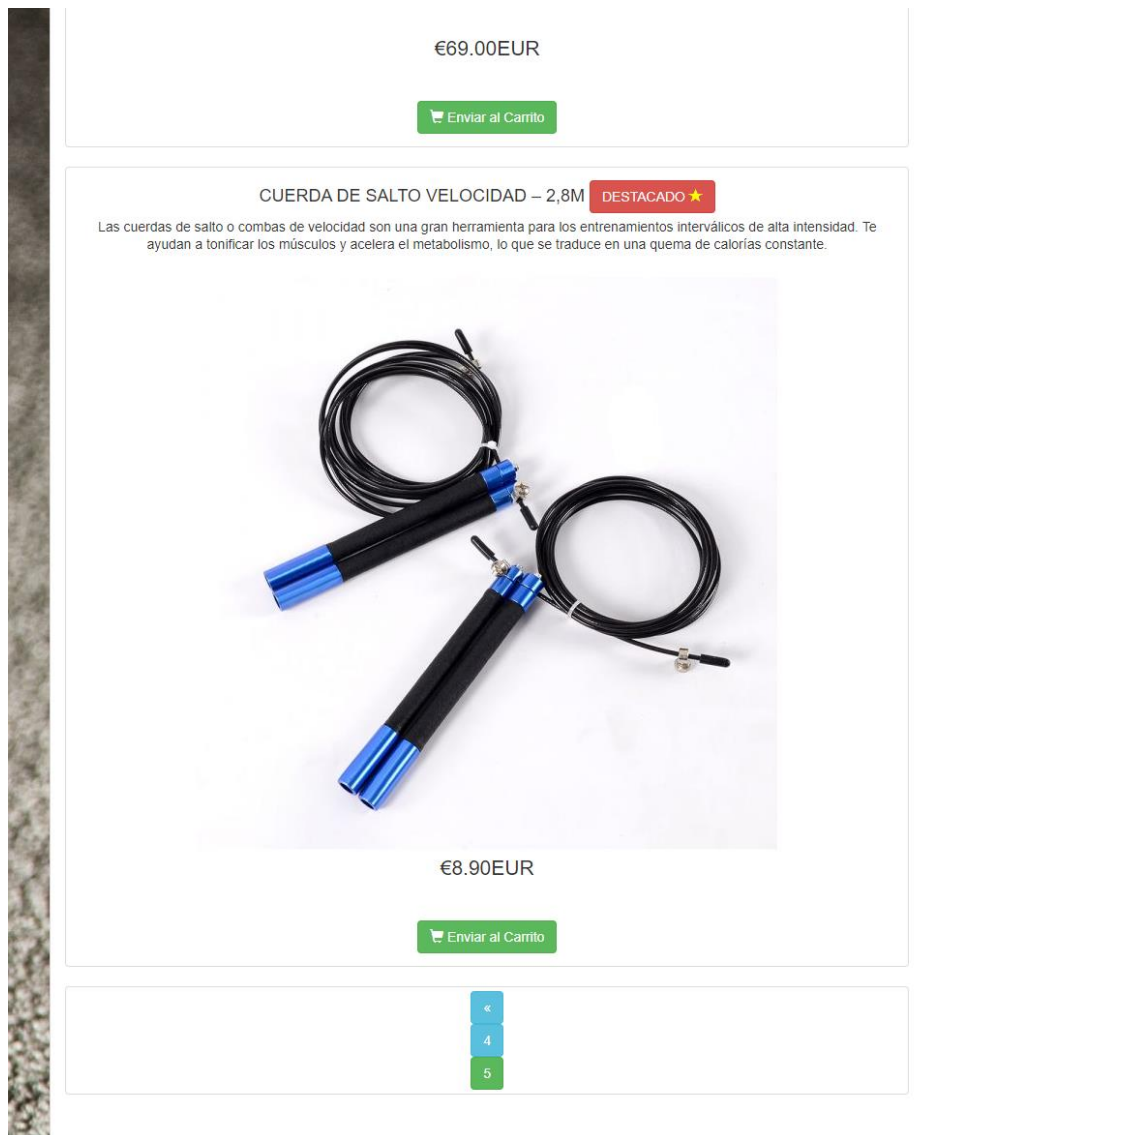 €69.00EUR
Enviar al Carrito
CUERDA DE SALTO VELOCIDAD – 2,8M DESTACADO
Las cuerdas de salto o combas de velocidad son una gran herramienta para los entrenamientos interválicos de alta intensidad. Te
ayudan a tonificar los músculos y acelera el metabolismo, lo que se traduce en una quema de calorías constante.
€8.90EUR
Enviar al Carrito
«
4
5